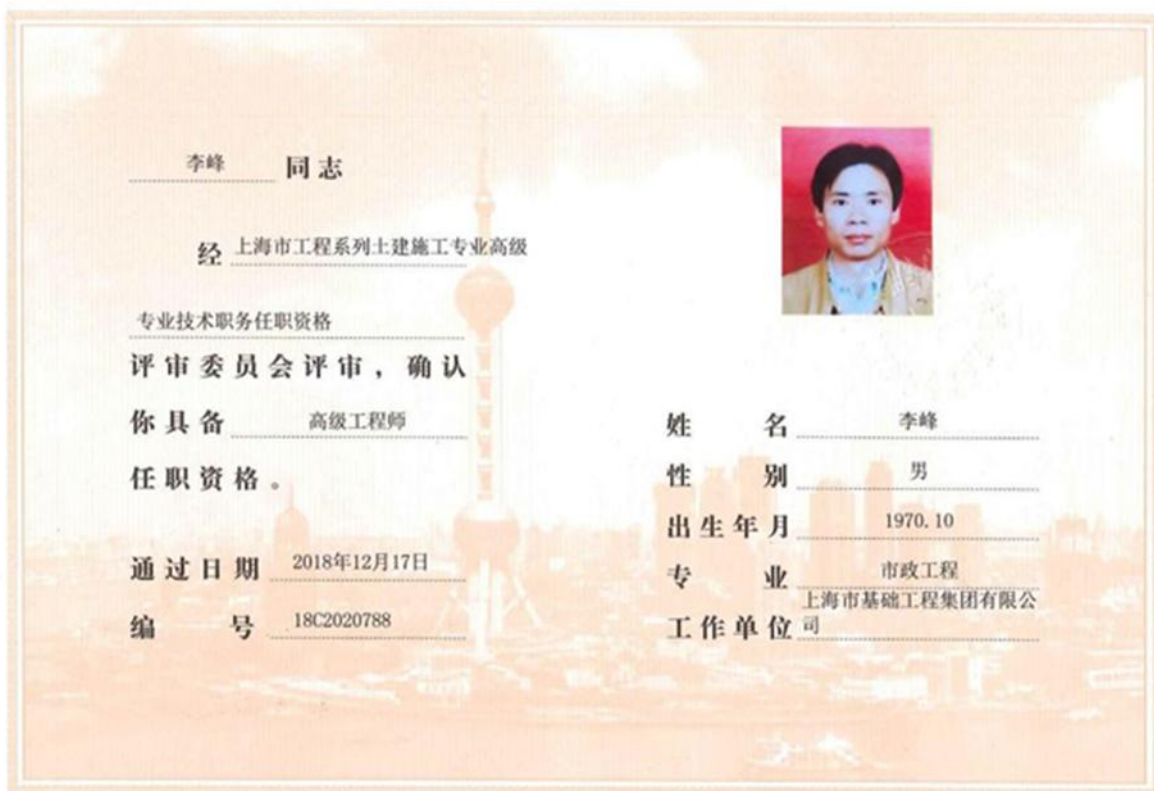 李峰 同志
经 上海市工程系列土建施工专业高级
专业技术职务任职资格
评审委员会评审，确认
你具备 高级工程师
任职资格。
通过日期 2018年12月17日
编号 18C2020788
姓名 李峰
性别 男
出生年月 1970.10
专业 市政工程
上海市基础工程集团有限公
工作单位 司